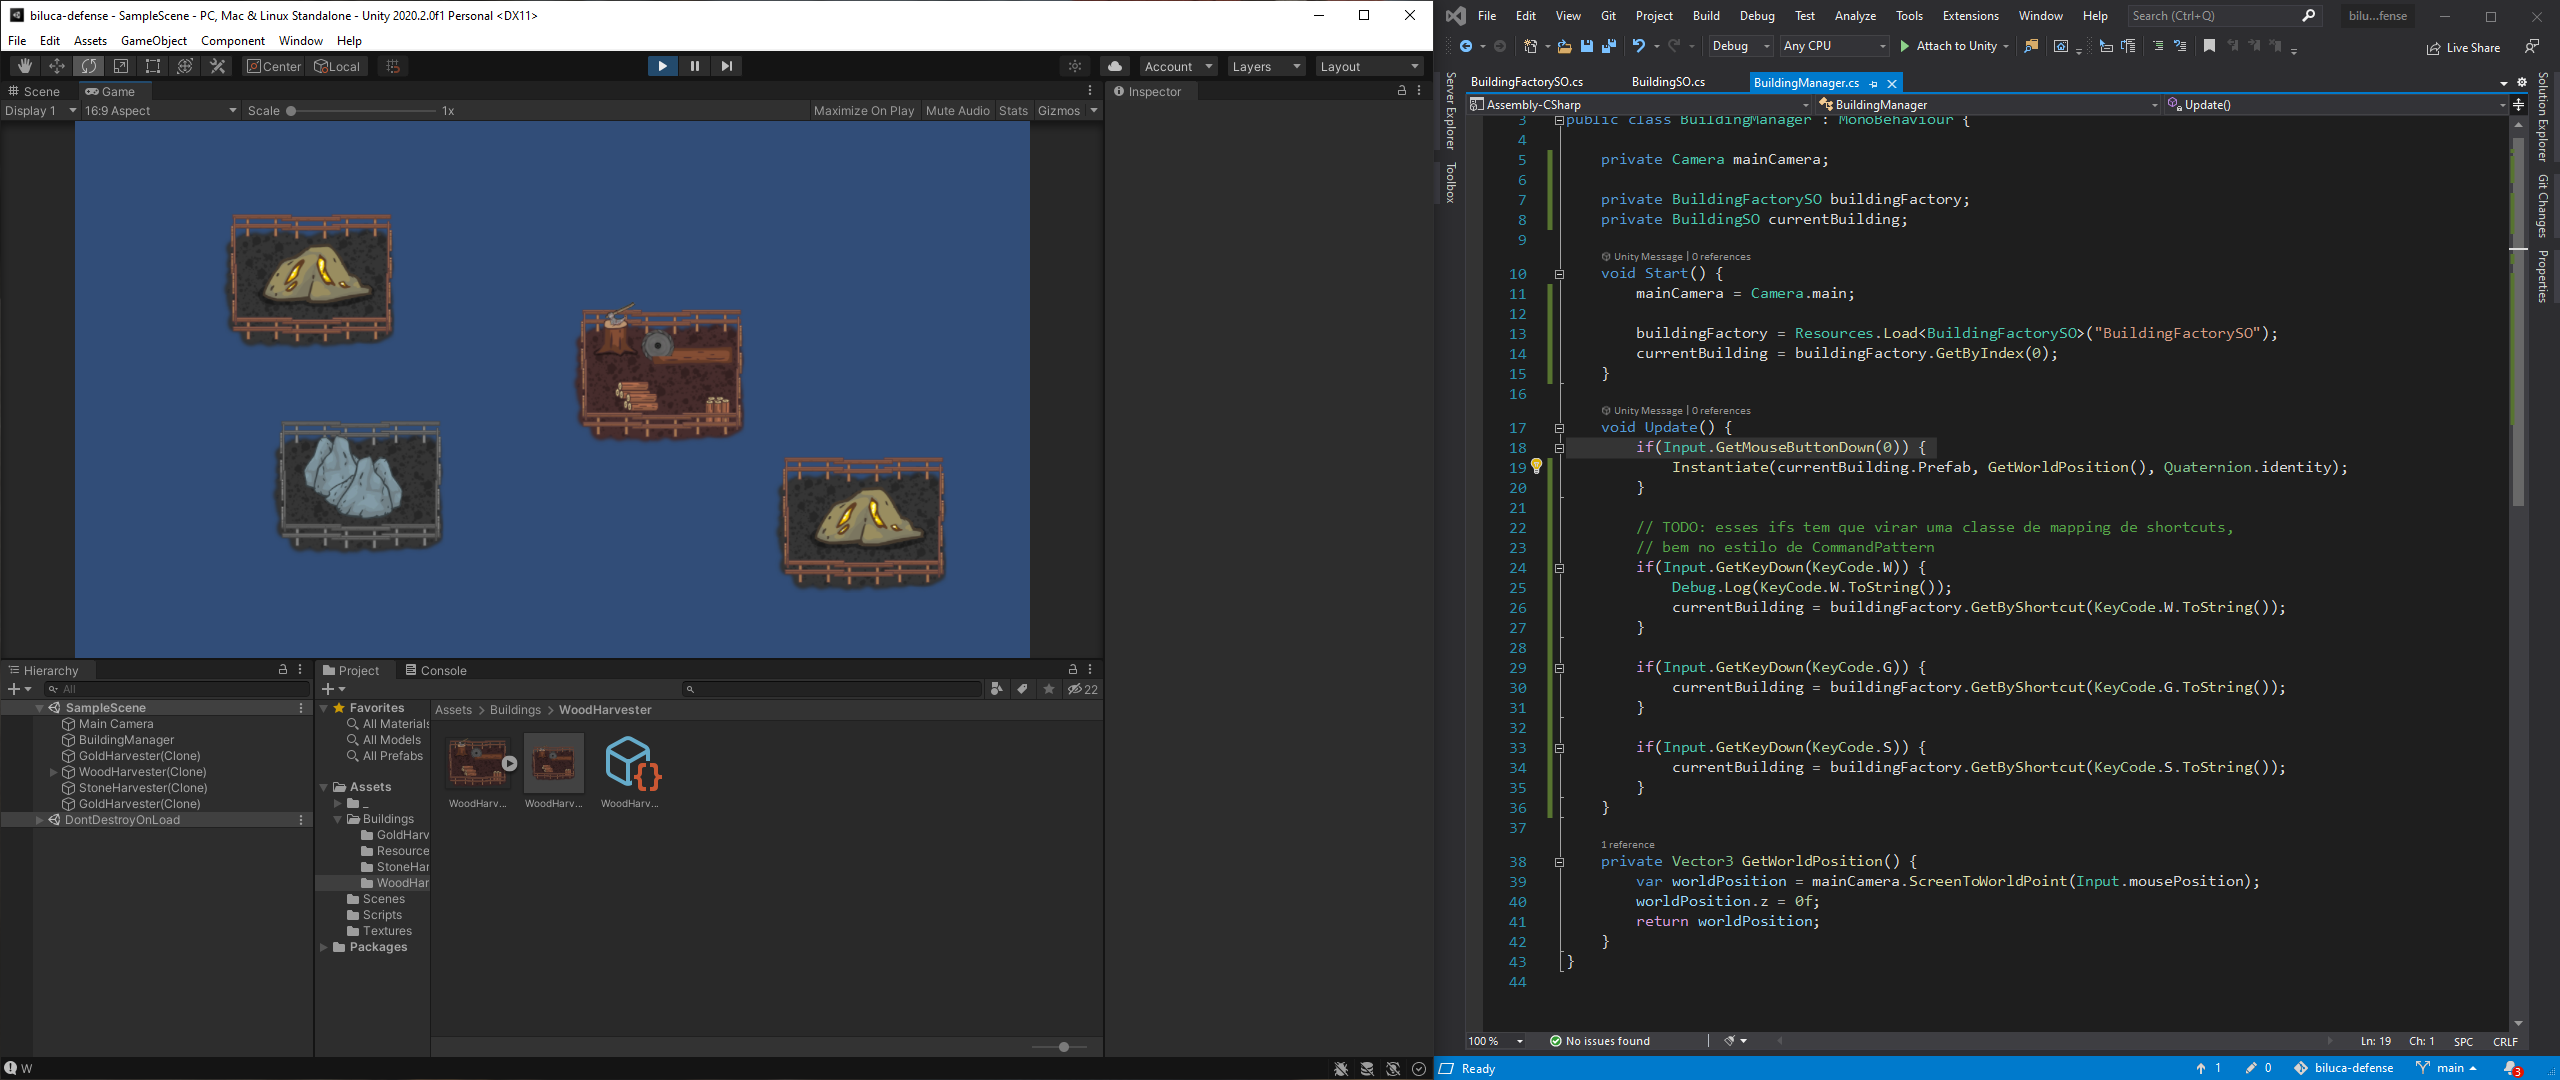 biluca-defense - SampleScene - PC, Mac & Linux Standalone - Unity 2020.2.0f1 Personal <DX11>
File Edit Assets GameObject Component Window Help
Center Local Account Layers Layout
Scene Game
Display 1 16:9 Aspect Scale 1x Maximize On Play Mute Audio Stats Gizmos
Inspector
Hierarchy
All
SampleScene
Main Camera
BuildingManager
GoldHarvester(Clone)
WoodHarvester(Clone)
StoneHarvester(Clone)
GoldHarvester(Clone)
DontDestroyOnLoad
Project Console
22
Favorites
All Materials
All Models
All Prefabs
Assets
_
Buildings
GoldHarv
Resource
StoneHar
WoodHar
Scenes
Scripts
Textures
Packages
Assets > Buildings > WoodHarvester
WoodHarv... WoodHarv... WoodHarv...
W
File Edit View Git Project Build Debug Test Analyze Tools Extensions Window Help Search (Ctrl+Q) bilu...fense
Debug Any CPU Attach to Unity Live Share
Server Explorer
Toolbox
BuildingFactorySO.cs BuildingSO.cs BuildingManager.cs
Assembly-CSharp BuildingManager Update()
3 public class BuildingManager : MonoBehaviour {
4
5 private Camera mainCamera;
6
7 private BuildingFactorySO buildingFactory;
8 private BuildingSO currentBuilding;
9
Unity Message | 0 references
10 void Start() {
11 mainCamera = Camera.main;
12
13 buildingFactory = Resources.Load<BuildingFactorySO>("BuildingFactorySO");
14 currentBuilding = buildingFactory.GetByIndex(0);
15 }
16
Unity Message | 0 references
17 void Update() {
18 if(Input.GetMouseButtonDown(0)) {
19 Instantiate(currentBuilding.Prefab, GetWorldPosition(), Quaternion.identity);
20 }
21
22 // TODO: esses ifs tem que virar uma classe de mapping de shortcuts,
23 // bem no estilo de CommandPattern
24 if(Input.GetKeyDown(KeyCode.W)) {
25 Debug.Log(KeyCode.W.ToString());
26 currentBuilding = buildingFactory.GetByShortcut(KeyCode.W.ToString());
27 }
28
29 if(Input.GetKeyDown(KeyCode.G)) {
30 currentBuilding = buildingFactory.GetByShortcut(KeyCode.G.ToString());
31 }
32
33 if(Input.GetKeyDown(KeyCode.S)) {
34 currentBuilding = buildingFactory.GetByShortcut(KeyCode.S.ToString());
35 }
36 }
37
1 reference
38 private Vector3 GetWorldPosition() {
39 var worldPosition = mainCamera.ScreenToWorldPoint(Input.mousePosition);
40 worldPosition.z = 0f;
41 return worldPosition;
42 }
43 }
44
Solution Explorer
Git Changes
Properties
100 % No issues found Ln: 19 Ch: 1 SPC CRLF
Ready 1 0 biluca-defense main 3